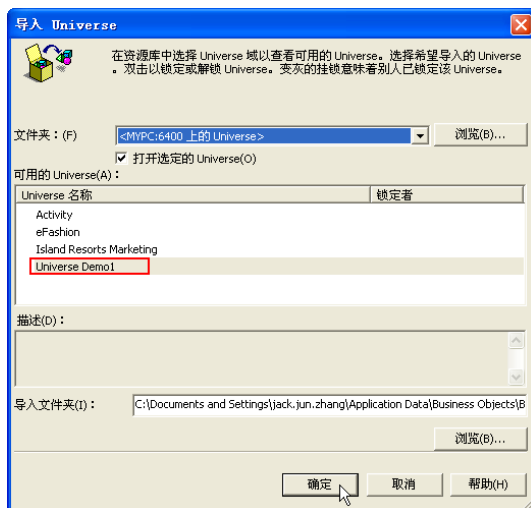 导入 Universe
在资源库中选择 Universe 域以查看可用的 Universe。选择希望导入的 Universe
。双击以锁定或解锁 Universe。变灰的挂锁意味着别人已锁定该 Universe。
文件夹：(F)
<MYPC:6400 上的 Universe>
浏览(B)...
打开选定的 Universe(O)
可用的 Universe(A)：
Universe 名称 锁定者
Activity
eFashion
Island Resorts Marketing
Universe Demo1
描述(D)：
导入文件夹(I)：
C:\Documents and Settings\jack.jun.zhang\Application Data\Business Objects\B
浏览(B)...
确定 取消 帮助(H)